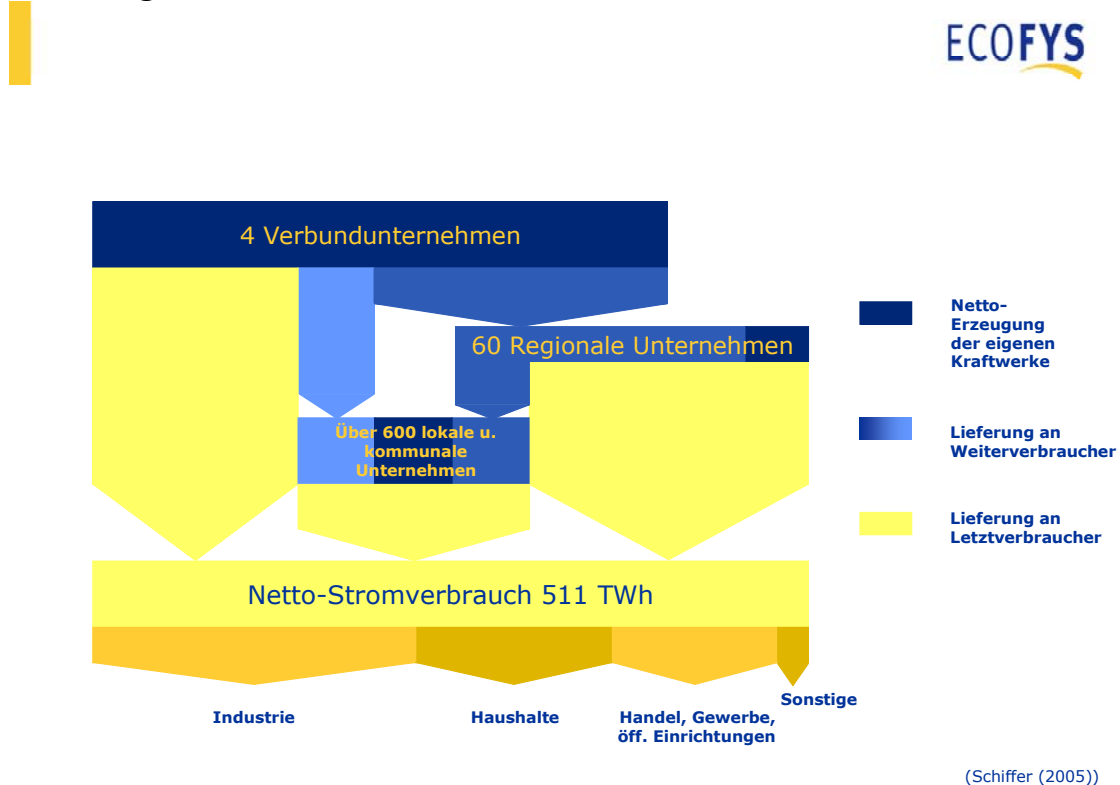 ECOFYS
4 Verbundunternehmen
60 Regionale Unternehmen
Über 600 lokale u.
kommunale
Unternehmen
Netto-Stromverbrauch 511 TWh
Industrie
Haushalte
Handel, Gewerbe,
öff. Einrichtungen
Sonstige
Netto-
Erzeugung
der eigenen
Kraftwerke
Lieferung an
Weiterverbraucher
Lieferung an
Letztverbraucher
(Schiffer (2005))